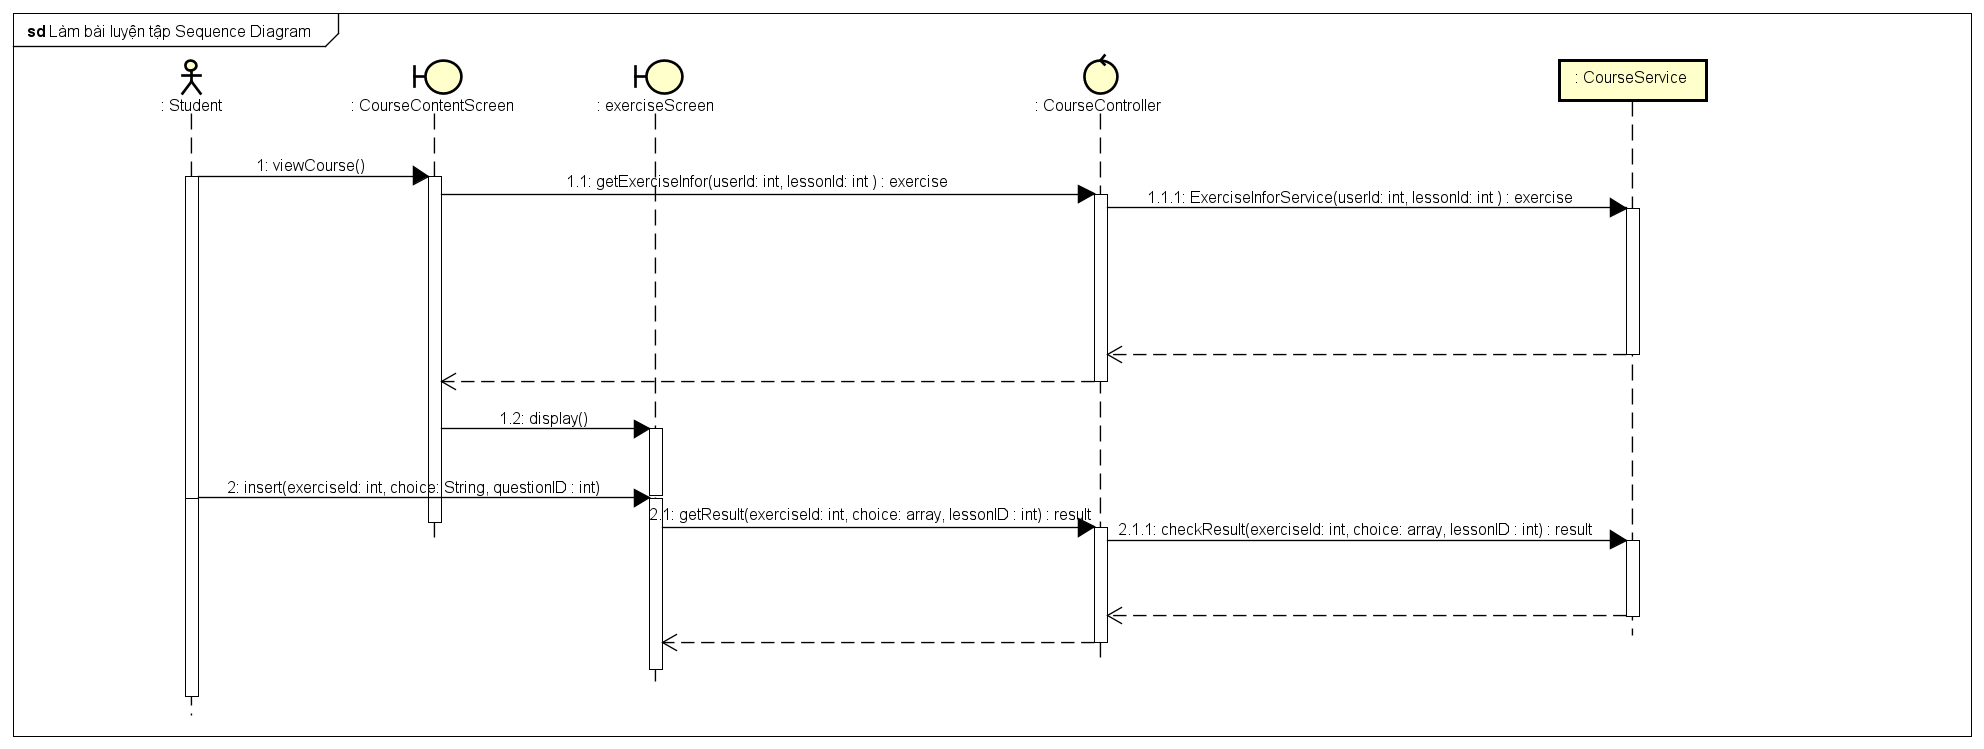 sd Làm bài luyện tập Sequence Diagram
: Student
: CourseContentScreen
: exerciseScreen
: CourseController
: CourseService
1: viewCourse()
1.1: getExerciseInfor(userId: int, lessonId: int ) : exercise
1.1.1: ExerciseInforService(userId: int, lessonId: int ) : exercise
1.2: display()
2: insert(exerciseId: int, choice: String, questionID : int)
2.1: getResult(exerciseId: int, choice: array, lessonID : int) : result
2.1.1: checkResult(exerciseId: int, choice: array, lessonID : int) : result